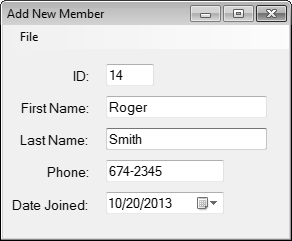 Add New Member
File
ID: 14
First Name: Roger
Last Name: Smith
Phone: 674-2345
Date Joined: 10/20/2013